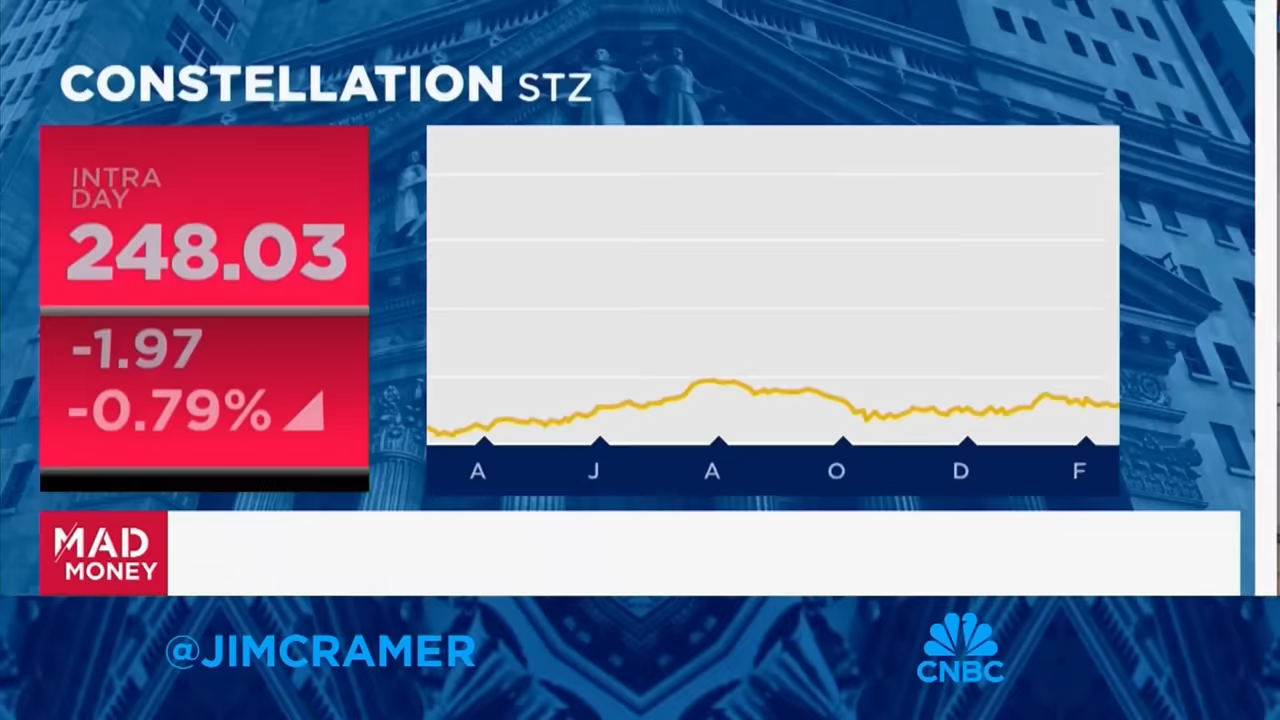 CONSTELLATION STZ
INTRA
DAY
248.03
-1.97
-0.79%
A J A O D F
MAD
MONEY
@JIMCRAMER
CNBC